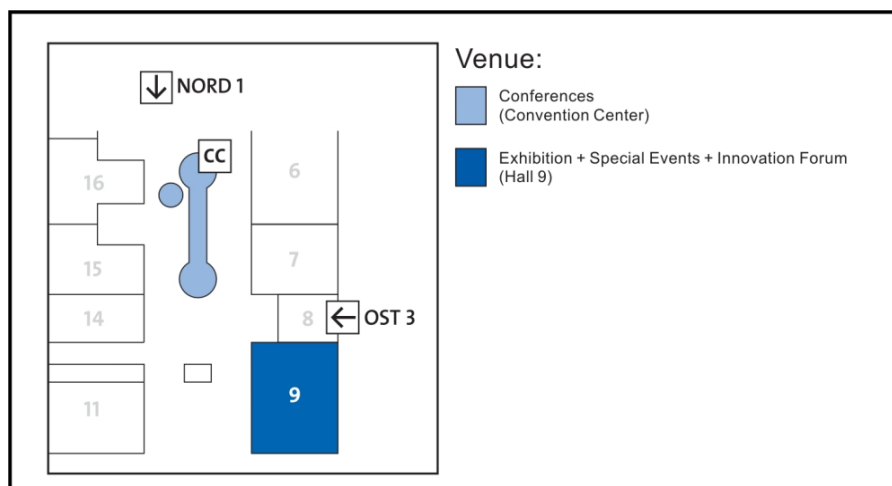 Venue:
Conferences
(Convention Center)
Exhibition + Special Events + Innovation Forum
(Hall 9)
NORD 1
CC
16
6
15
7
14
8
OST 3
11
9